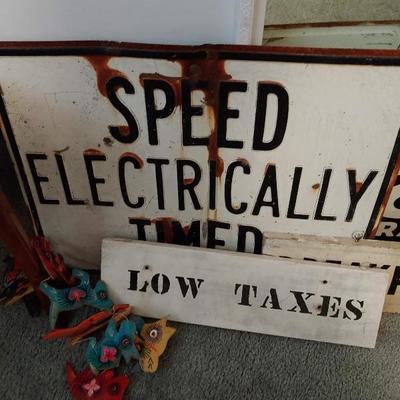 SPEED
ELECTRICALLY
TIMED
LOW TAXES